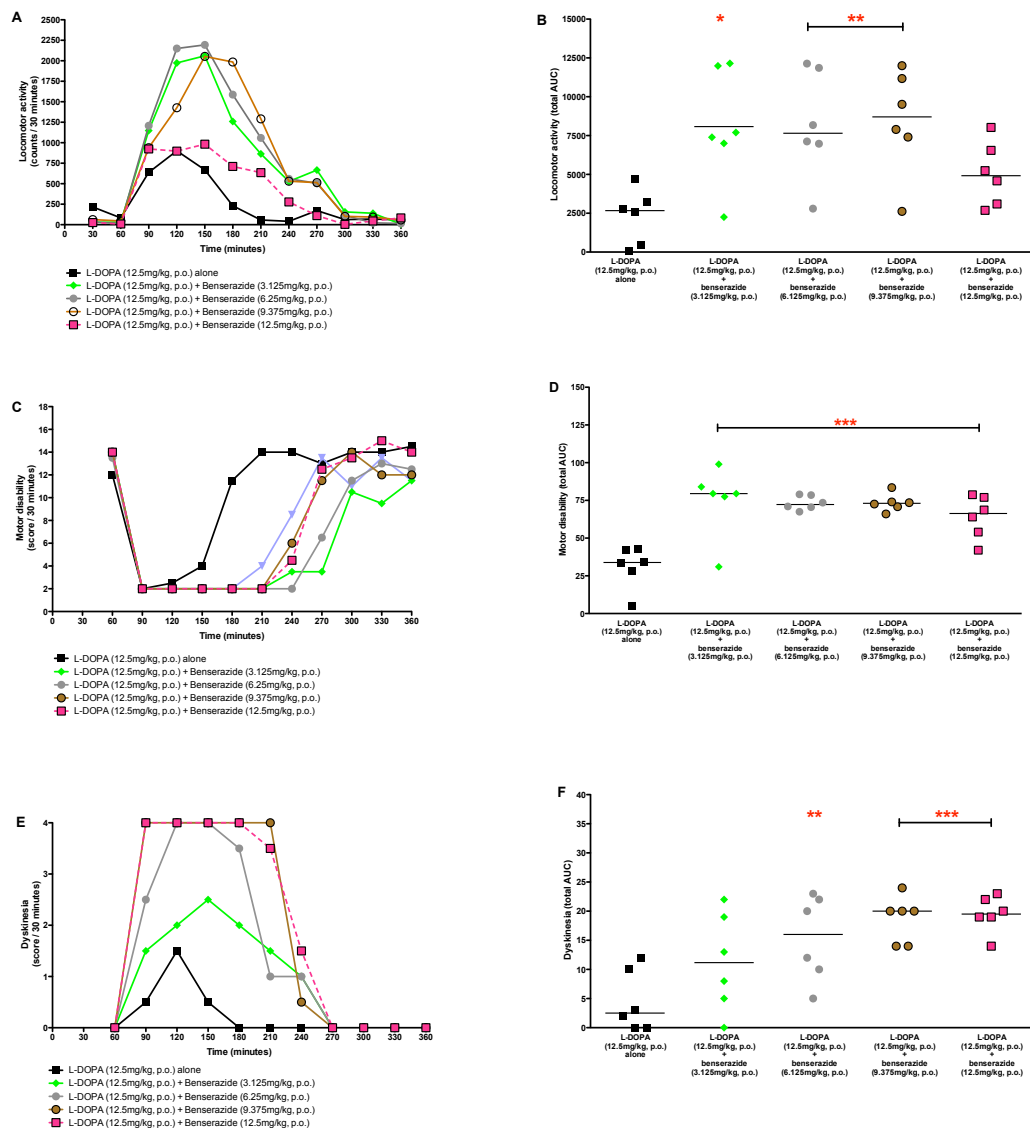 A
Locomotor activity
(counts / 30 minutes)
2500
2250
2000
1750
1500
1250
1000
750
500
250
0
0 30 60 90 120 150 180 210 240 270 300 330 360
Time (minutes)
L-DOPA (12.5mg/kg, p.o.) alone
L-DOPA (12.5mg/kg, p.o.) + Benserazide (3.125mg/kg, p.o.)
L-DOPA (12.5mg/kg, p.o.) + Benserazide (6.25mg/kg, p.o.)
L-DOPA (12.5mg/kg, p.o.) + Benserazide (9.375mg/kg, p.o.)
L-DOPA (12.5mg/kg, p.o.) + Benserazide (12.5mg/kg, p.o.)
B
Locomotor activity (total AUC)
15000
12500
10000
7500
5000
2500
0
*
**
L-DOPA
(12.5mg/kg, p.o.)
alone
L-DOPA
(12.5mg/kg, p.o.)
+
benserazide
(3.125mg/kg, p.o.)
L-DOPA
(12.5mg/kg, p.o.)
+
benserazide
(6.125mg/kg, p.o.)
L-DOPA
(12.5mg/kg, p.o.)
+
benserazide
(9.375mg/kg, p.o.)
L-DOPA
(12.5mg/kg, p.o.)
+
benserazide
(12.5mg/kg, p.o.)
C
Motor disability
(score / 30 minutes)
18
16
14
12
10
8
6
4
2
0
0 30 60 90 120 150 180 210 240 270 300 330 360
Time (minutes)
L-DOPA (12.5mg/kg, p.o.) alone
L-DOPA (12.5mg/kg, p.o.) + Benserazide (3.125mg/kg, p.o.)
L-DOPA (12.5mg/kg, p.o.) + Benserazide (6.25mg/kg, p.o.)
L-DOPA (12.5mg/kg, p.o.) + Benserazide (9.375mg/kg, p.o.)
L-DOPA (12.5mg/kg, p.o.) + Benserazide (12.5mg/kg, p.o.)
D
Motor disability (total AUC)
150
125
100
75
50
25
0
***
L-DOPA
(12.5mg/kg, p.o.)
alone
L-DOPA
(12.5mg/kg, p.o.)
+
benserazide
(3.125mg/kg, p.o.)
L-DOPA
(12.5mg/kg, p.o.)
+
benserazide
(6.125mg/kg, p.o.)
L-DOPA
(12.5mg/kg, p.o.)
+
benserazide
(9.375mg/kg, p.o.)
L-DOPA
(12.5mg/kg, p.o.)
+
benserazide
(12.5mg/kg, p.o.)
E
Dyskinesia
(score / 30 minutes)
4
3
2
1
0
0 30 60 90 120 150 180 210 240 270 300 330 360
Time (minutes)
L-DOPA (12.5mg/kg, p.o.) alone
L-DOPA (12.5mg/kg, p.o.) + Benserazide (3.125mg/kg, p.o.)
L-DOPA (12.5mg/kg, p.o.) + Benserazide (6.25mg/kg, p.o.)
L-DOPA (12.5mg/kg, p.o.) + Benserazide (9.375mg/kg, p.o.)
L-DOPA (12.5mg/kg, p.o.) + Benserazide (12.5mg/kg, p.o.)
F
Dyskinesia (total AUC)
40
35
30
25
20
15
10
5
0
**
***
L-DOPA
(12.5mg/kg, p.o.)
alone
L-DOPA
(12.5mg/kg, p.o.)
+
benserazide
(3.125mg/kg, p.o.)
L-DOPA
(12.5mg/kg, p.o.)
+
benserazide
(6.125mg/kg, p.o.)
L-DOPA
(12.5mg/kg, p.o.)
+
benserazide
(9.375mg/kg, p.o.)
L-DOPA
(12.5mg/kg, p.o.)
+
benserazide
(12.5mg/kg, p.o.)